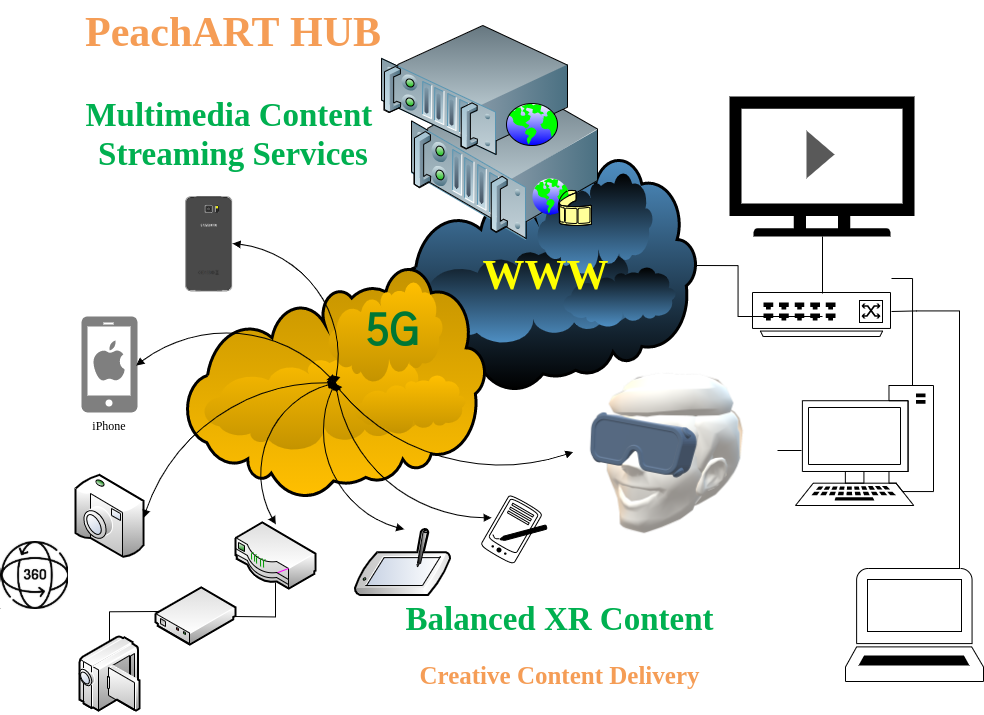 PeachART HUB
Multimedia Content
Streaming Services
WWW
5G
iPhone
360
Balanced XR Content
Creative Content Delivery